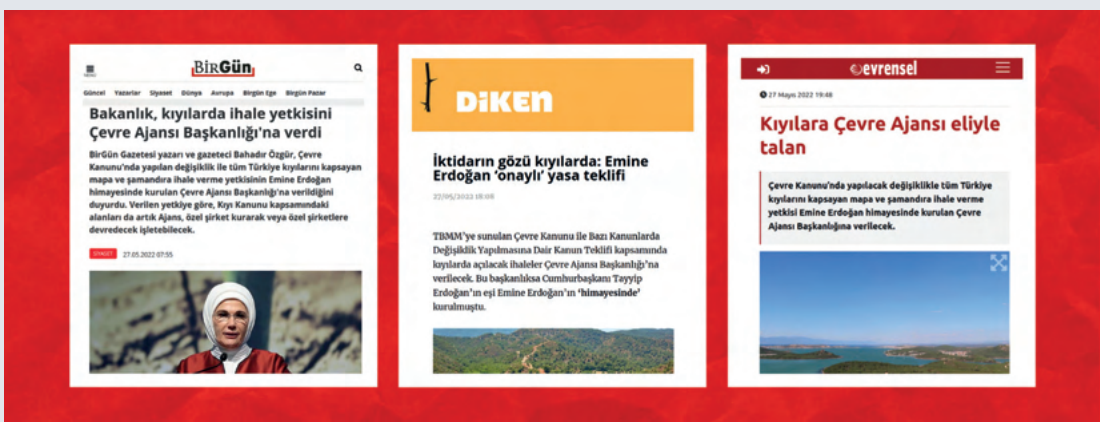 MENU
BirGün
Güncel Yazarlar Siyaset Dünya Avrupa Birgün Ege Birgün Pazar
Bakanlık, kıyılarda ihale yetkisini
Çevre Ajansı Başkanlığı'na verdi
BirGün Gazetesi yazarı ve gazeteci Bahadır Özgür, Çevre
Kanunu'nda yapılan değişiklik ile tüm Türkiye kıyılarını kapsayan
mapa ve şamandıra ihale verme yetkisinin Emine Erdoğan
himayesinde kurulan Çevre Ajansı Başkanlığı'na verildiğini
duyurdu. Verilen yetkiye göre, Kıyı Kanunu kapsamındaki
alanları da artık Ajans, özel şirket kurarak veya özel şirketlere
devredecek işletebilecek.
SİYASET 27.05.2022 07:55
DiKEN
İktidarın gözü kıyılarda: Emine
Erdoğan ‘onaylı’ yasa teklifi
27/05/2022 18:08
TBMM’ye sunulan Çevre Kanunu ile Bazı Kanunlarda
Değişiklik Yapılmasına Dair Kanun Teklifi kapsamında
kıyılarda açılacak ihaleler Çevre Ajansı Başkanlığı’na
verilecek. Bu başkanlıksa Cumhurbaşkanı Tayyip
Erdoğan’ın eşi Emine Erdoğan’ın ‘himayesinde’
kurulmuştu.
evrensel
27 Mayıs 2022 19:48
Kıyılara Çevre Ajansı eliyle
talan
Çevre Kanunu’nda yapılacak değişiklikle tüm Türkiye
kıyılarını kapsayan mapa ve şamandıra ihale verme
yetkisi Emine Erdoğan himayesinde kurulan Çevre
Ajansı Başkanlığına verilecek.